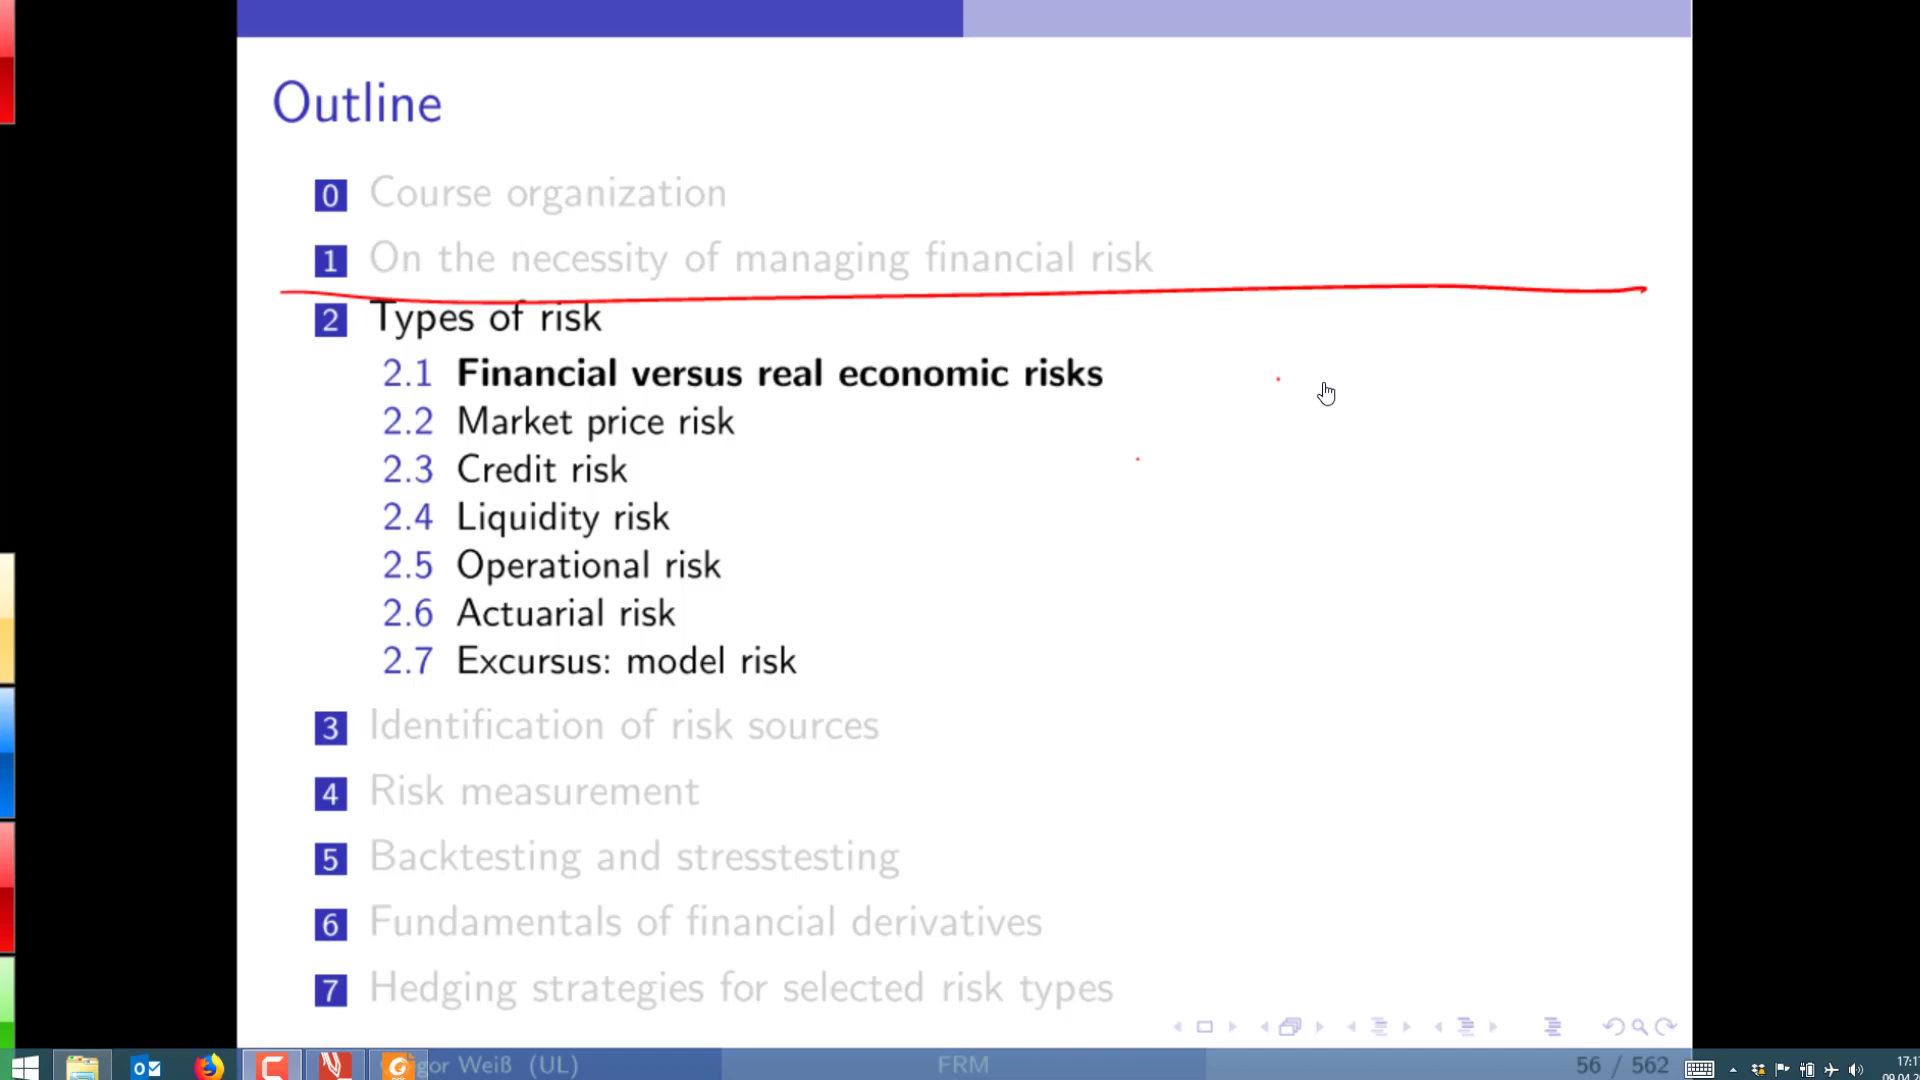 Outline
0 Course organization
1 On the necessity of managing financial risk
2 Types of risk
2.1 Financial versus real economic risks
2.2 Market price risk
2.3 Credit risk
2.4 Liquidity risk
2.5 Operational risk
2.6 Actuarial risk
2.7 Excursus: model risk
3 Identification of risk sources
4 Risk measurement
5 Backtesting and stresstesting
6 Fundamentals of financial derivatives
7 Hedging strategies for selected risk types
Weiß (UL) FRM 56 / 562